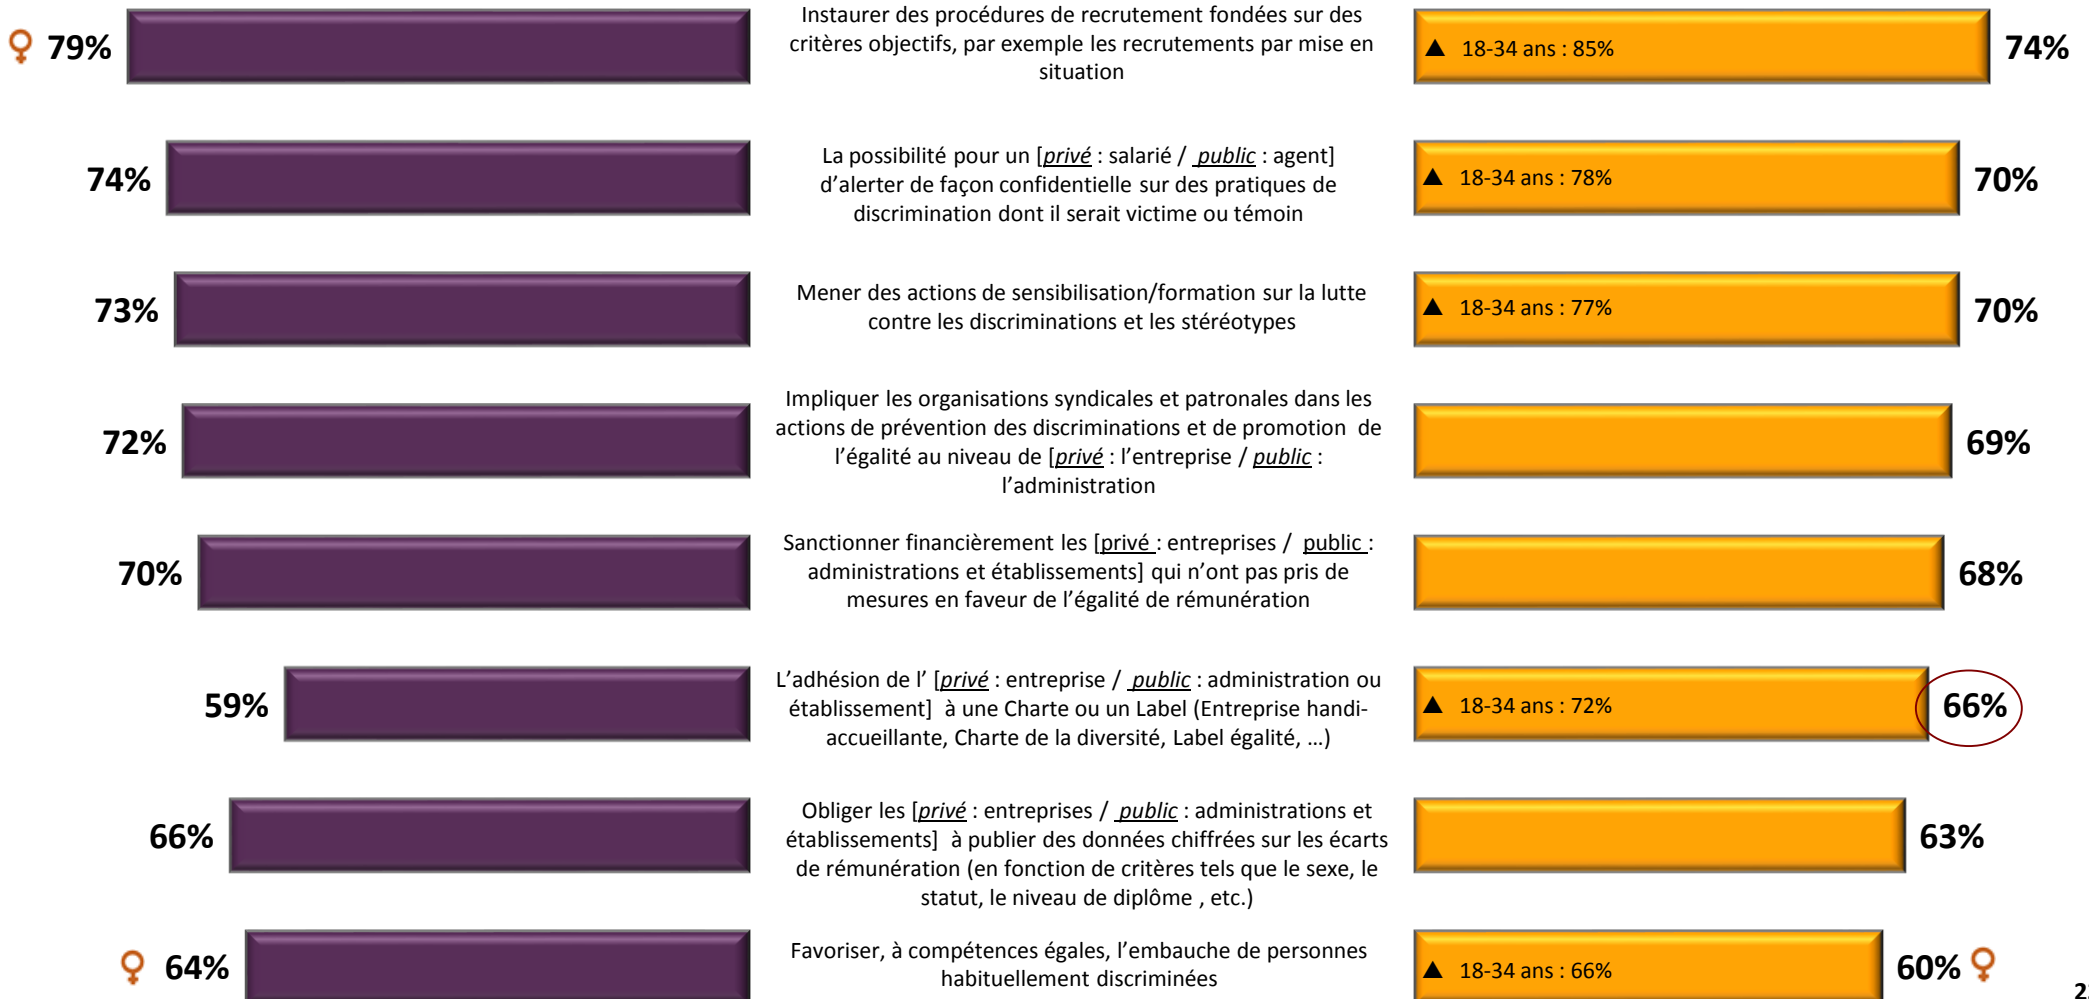 ♀ 79%
Instaurer des procédures de recrutement fondées sur des
critères objectifs, par exemple les recrutements par mise en
situation
▲ 18-34 ans : 85%
74%
74%
La possibilité pour un [privé : salarié / public : agent]
d’alerter de façon confidentielle sur des pratiques de
discrimination dont il serait victime ou témoin
▲ 18-34 ans : 78%
70%
73%
Mener des actions de sensibilisation/formation sur la lutte
contre les discriminations et les stéréotypes
▲ 18-34 ans : 77%
70%
72%
Impliquer les organisations syndicales et patronales dans les
actions de prévention des discriminations et de promotion de
l’égalité au niveau de [privé : l’entreprise / public :
l’administration
69%
70%
Sanctionner financièrement les [privé : entreprises / public :
administrations et établissements] qui n’ont pas pris de
mesures en faveur de l’égalité de rémunération
68%
59%
L’adhésion de l’ [privé : entreprise / public : administration ou
établissement] à une Charte ou un Label (Entreprise handi-
accueillante, Charte de la diversité, Label égalité, …)
▲ 18-34 ans : 72%
66%
66%
Obliger les [privé : entreprises / public : administrations et
établissements] à publier des données chiffrées sur les écarts
de rémunération (en fonction de critères tels que le sexe, le
statut, le niveau de diplôme , etc.)
63%
♀ 64%
Favoriser, à compétences égales, l’embauche de personnes
habituellement discriminées
▲ 18-34 ans : 66%
60% ♀